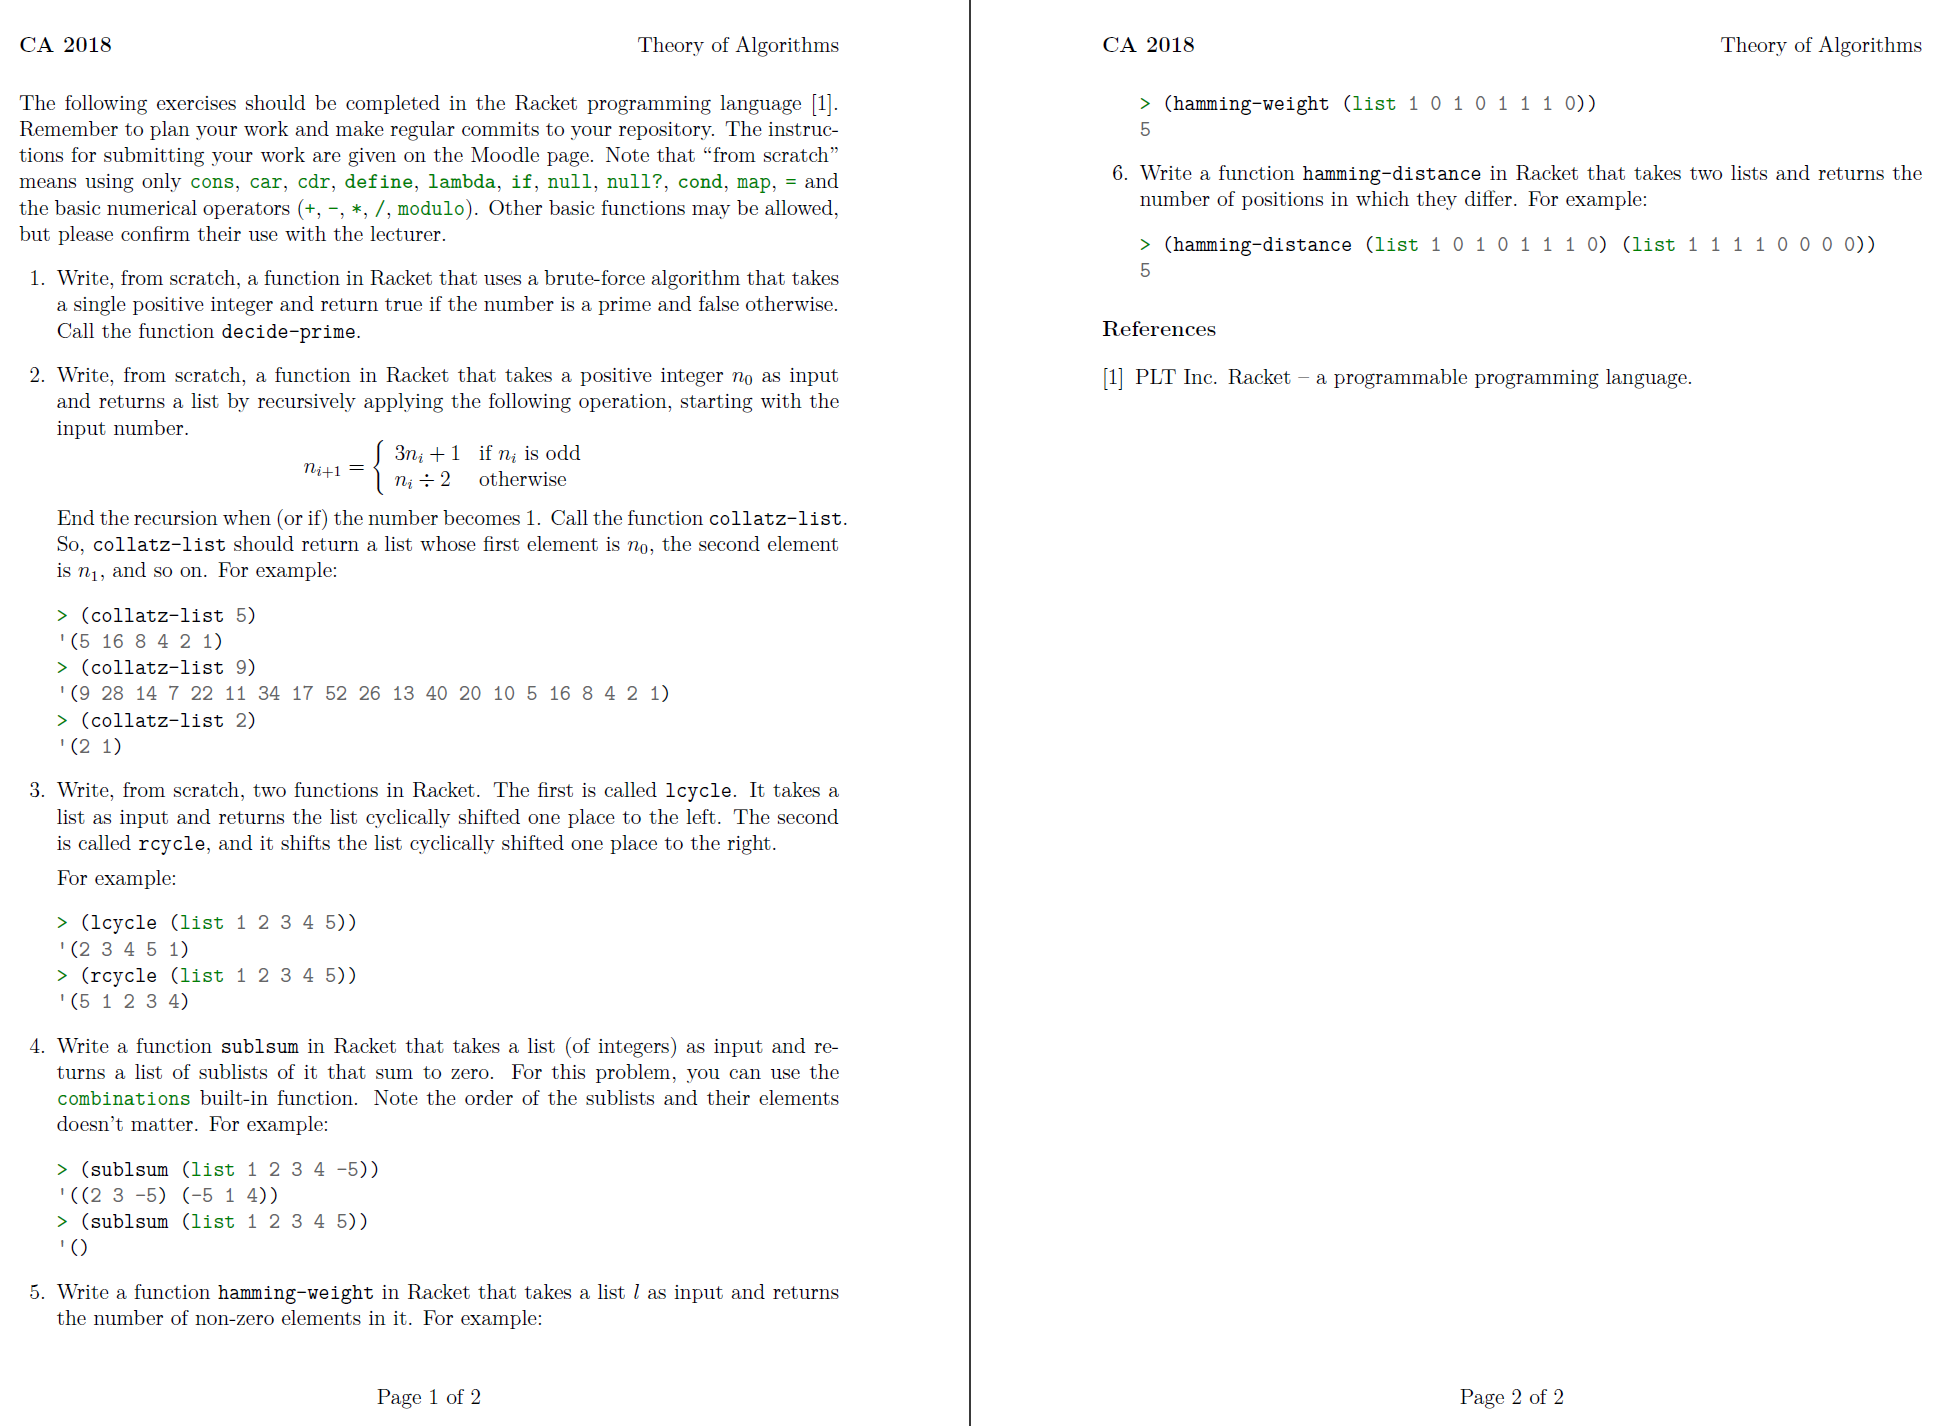 CA 2018 Theory of Algorithms
The following exercises should be completed in the Racket programming language [1].
Remember to plan your work and make regular commits to your repository. The instruc-
tions for submitting your work are given on the Moodle page. Note that “from scratch”
means using only cons, car, cdr, define, lambda, if, null, null?, cond, map, = and
the basic numerical operators (+, -, *, /, modulo). Other basic functions may be allowed,
but please confirm their use with the lecturer.
1. Write, from scratch, a function in Racket that uses a brute-force algorithm that takes
a single positive integer and return true if the number is a prime and false otherwise.
Call the function decide-prime.
2. Write, from scratch, a function in Racket that takes a positive integer n₀ as input
and returns a list by recursively applying the following operation, starting with the
input number.
nᵢ₊₁ = { 3nᵢ + 1 if nᵢ is odd
nᵢ ÷ 2 otherwise
End the recursion when (or if) the number becomes 1. Call the function collatz-list.
So, collatz-list should return a list whose first element is n₀, the second element
is n₁, and so on. For example:
> (collatz-list 5)
'(5 16 8 4 2 1)
> (collatz-list 9)
'(9 28 14 7 22 11 34 17 52 26 13 40 20 10 5 16 8 4 2 1)
> (collatz-list 2)
'(2 1)
3. Write, from scratch, two functions in Racket. The first is called lcycle. It takes a
list as input and returns the list cyclically shifted one place to the left. The second
is called rcycle, and it shifts the list cyclically shifted one place to the right.
For example:
> (lcycle (list 1 2 3 4 5))
'(2 3 4 5 1)
> (rcycle (list 1 2 3 4 5))
'(5 1 2 3 4)
4. Write a function sublsum in Racket that takes a list (of integers) as input and re-
turns a list of sublists of it that sum to zero. For this problem, you can use the
combinations built-in function. Note the order of the sublists and their elements
doesn’t matter. For example:
> (sublsum (list 1 2 3 4 -5))
'((2 3 -5) (-5 1 4))
> (sublsum (list 1 2 3 4 5))
'()
5. Write a function hamming-weight in Racket that takes a list l as input and returns
the number of non-zero elements in it. For example:
Page 1 of 2
CA 2018 Theory of Algorithms
> (hamming-weight (list 1 0 1 0 1 1 1 0))
5
6. Write a function hamming-distance in Racket that takes two lists and returns the
number of positions in which they differ. For example:
> (hamming-distance (list 1 0 1 0 1 1 1 0) (list 1 1 1 1 0 0 0 0))
5
References
[1] PLT Inc. Racket – a programmable programming language.
Page 2 of 2